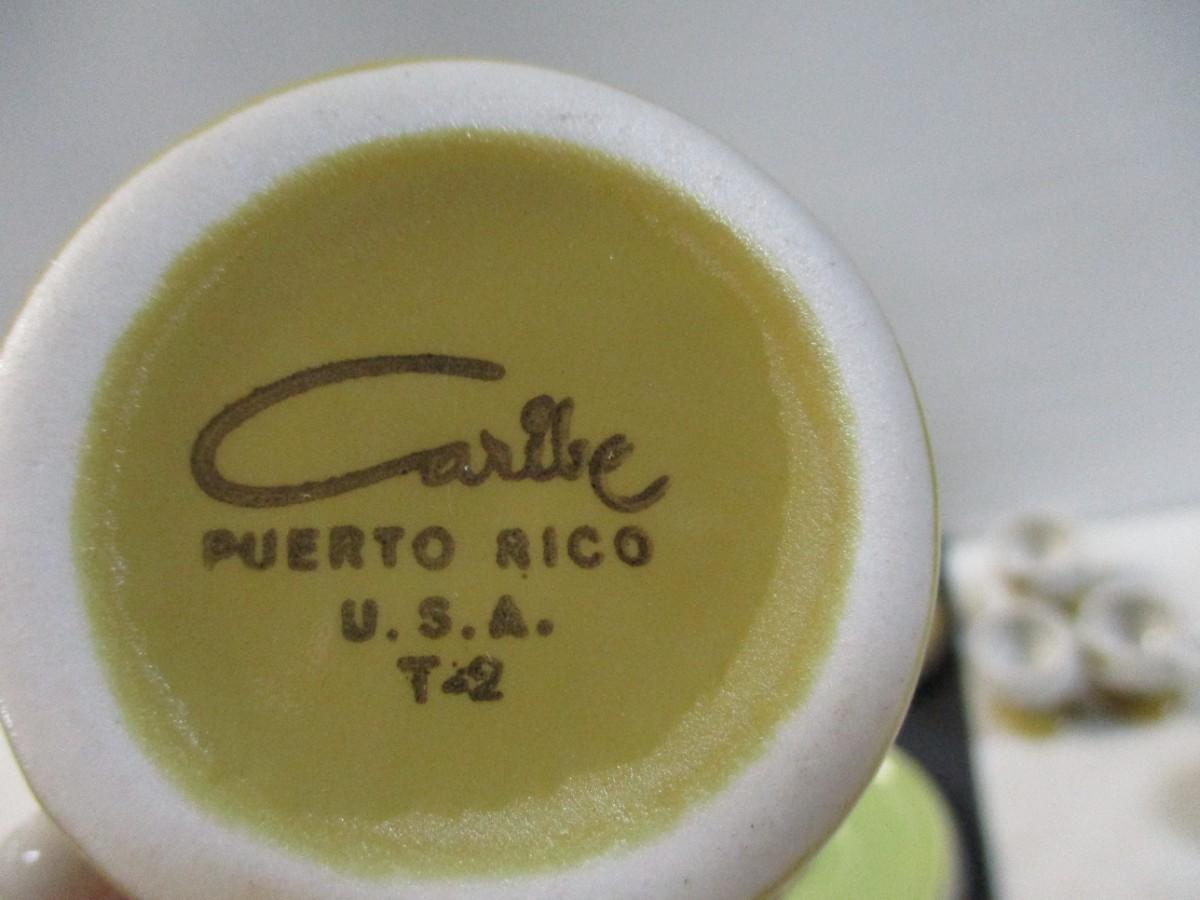 Caribe
PUERTO RICO
U.S.A.
T-2